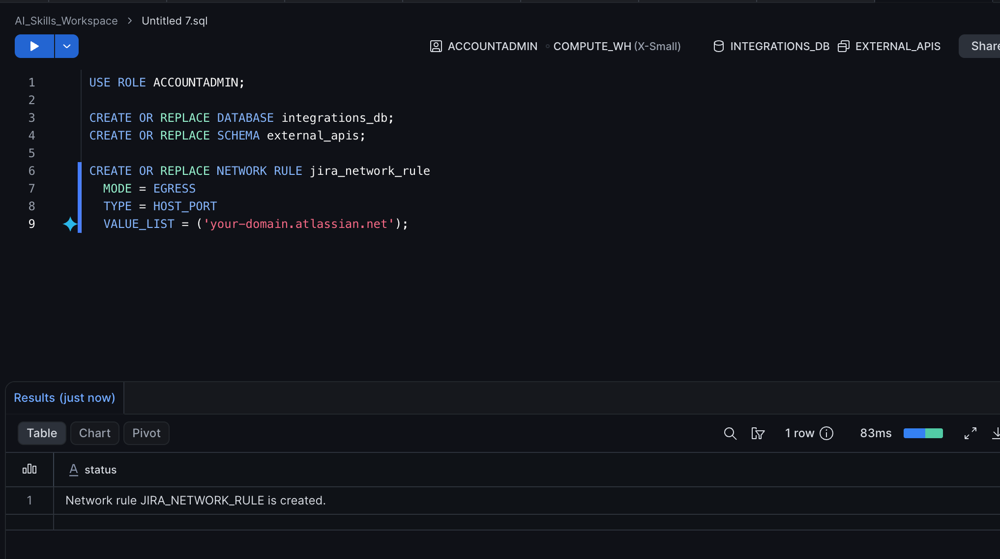 AI_Skills_Workspace > Untitled 7.sql
ACCOUNTADMIN COMPUTE_WH (X-Small) INTEGRATIONS_DB EXTERNAL_APIS Share
1 USE ROLE ACCOUNTADMIN;
2
3 CREATE OR REPLACE DATABASE integrations_db;
4 CREATE OR REPLACE SCHEMA external_apis;
5
6 CREATE OR REPLACE NETWORK RULE jira_network_rule
7 MODE = EGRESS
8 TYPE = HOST_PORT
9 VALUE_LIST = ('your-domain.atlassian.net');
Results (just now)
Table Chart Pivot 1 row 83ms
A status
1 Network rule JIRA_NETWORK_RULE is created.